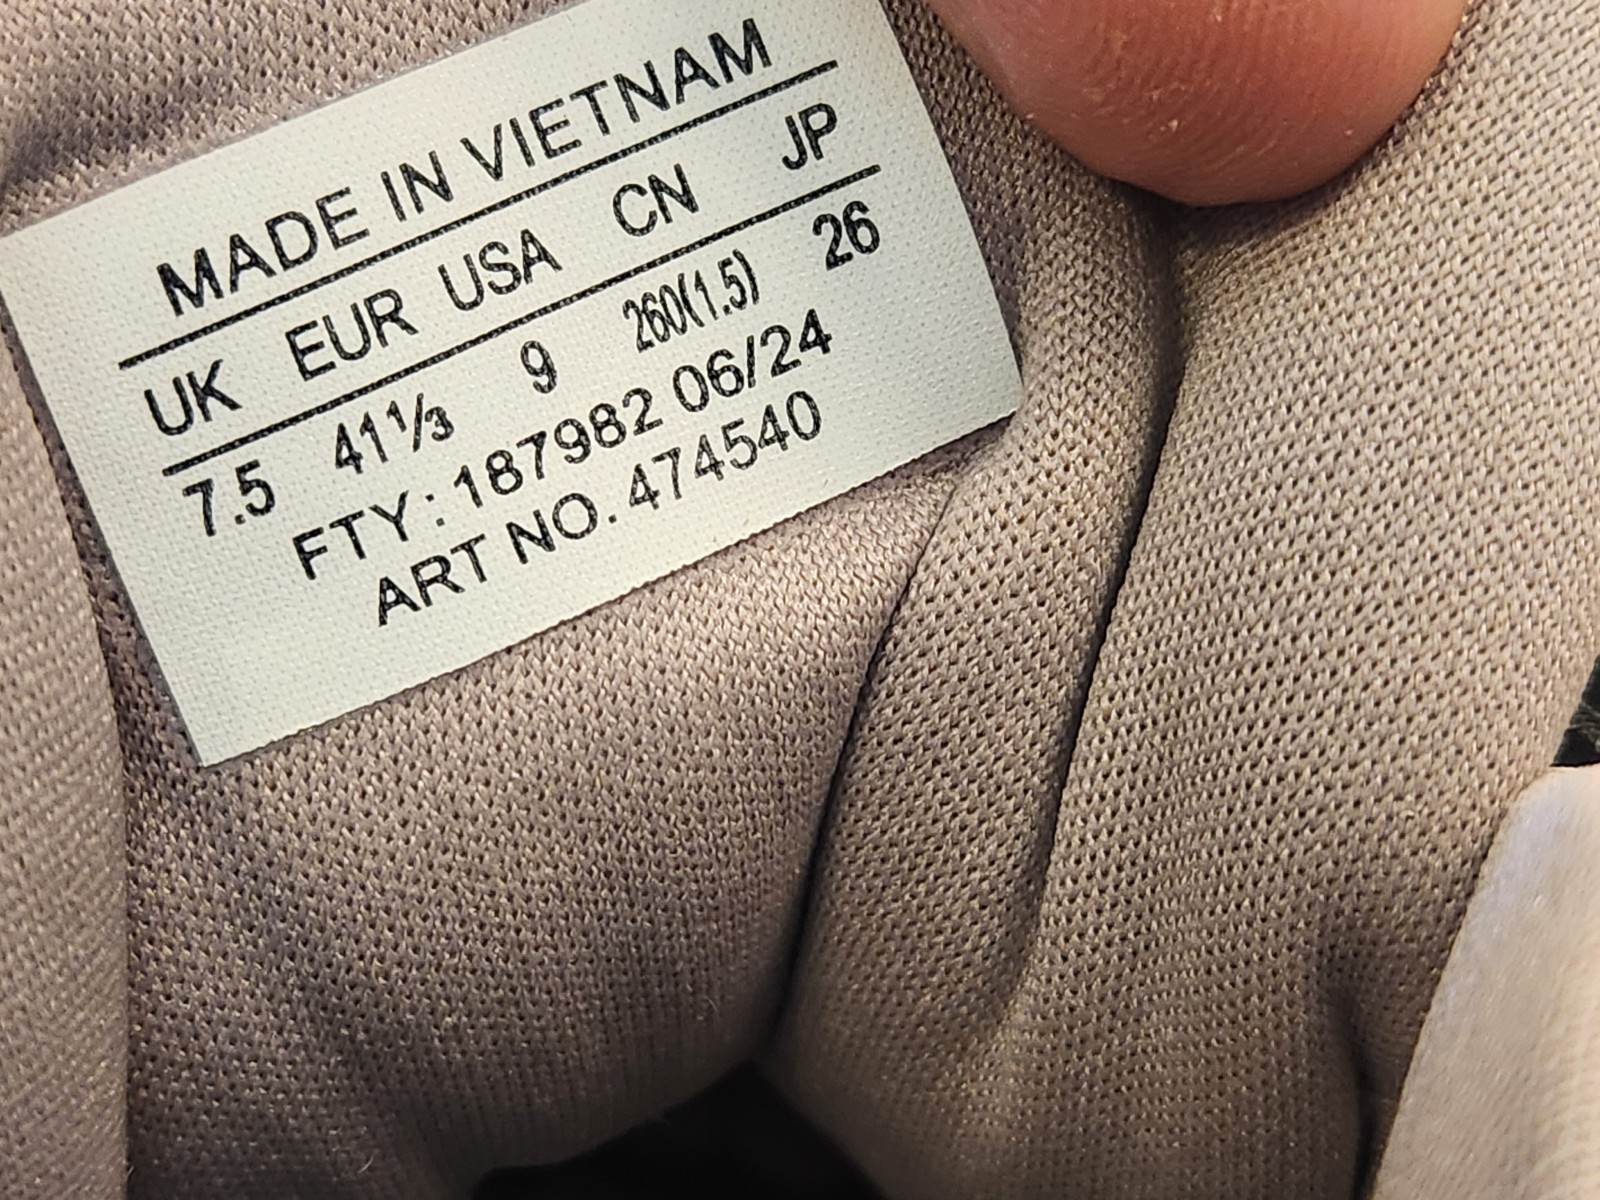 MADE IN VIETNAM
UK EUR USA CN JP
7.5 41⅓ 9 260(1.5) 26
FTY: 187982 06/24
ART NO. 474540